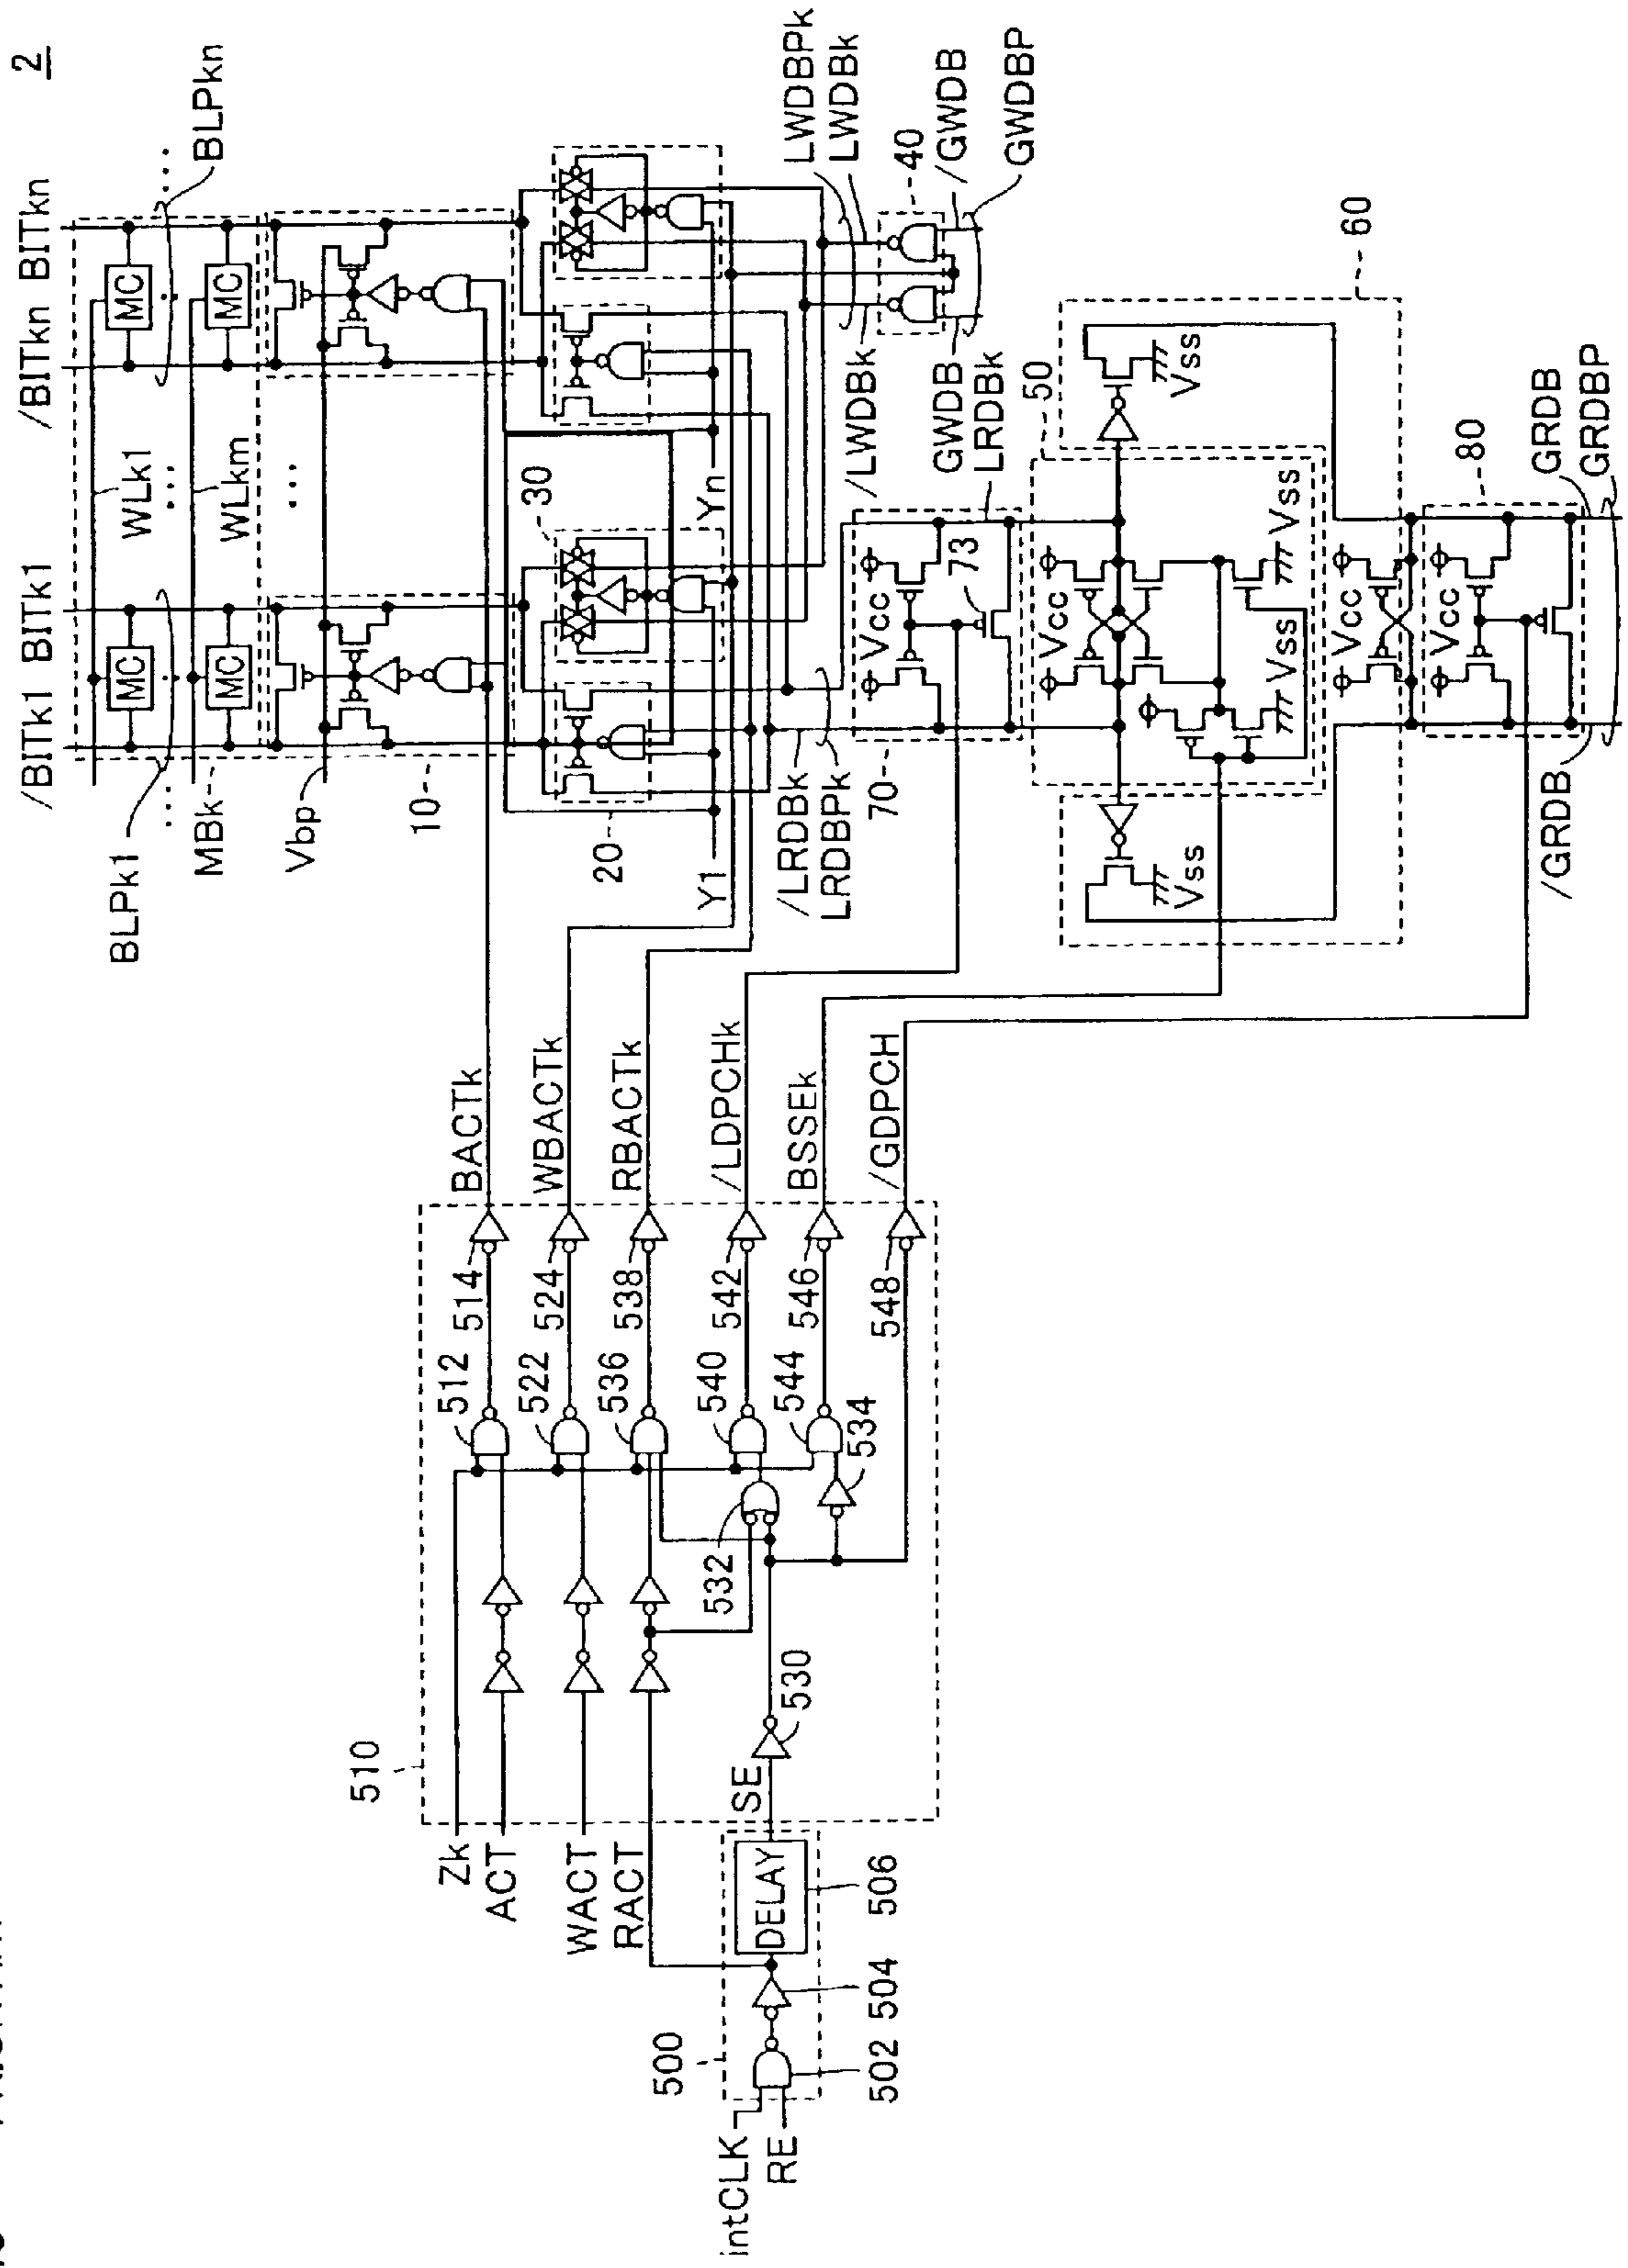 2
/BITk1 BITk1
/BITkn BITkn
BLPk1
MC
MC
WLk1
...
MC
MC
BLPkn
MBk
WLkm
...
Vbp
10
20
30
Y1
Yn
/LRDBk
LRDBPk
LWDBPk
LWDBk
/LWDBk
40
GWDB
/GWDB
GWDBP
LRDBk
70
Vcc
73
50
60
Vcc
Vss
Vss
Vss
Vss
Vcc
80
Vcc
/GRDB
GRDB
GRDBP
510
Zk
ACT
WACT
RACT
512
514
BACTk
522
524
WBACTk
536
538
RBACTk
540
542
/LDPCHk
544
546
BSSEk
534
548
/GDPCH
532
530
SE
500
intCLK
RE
502
504
DELAY
506